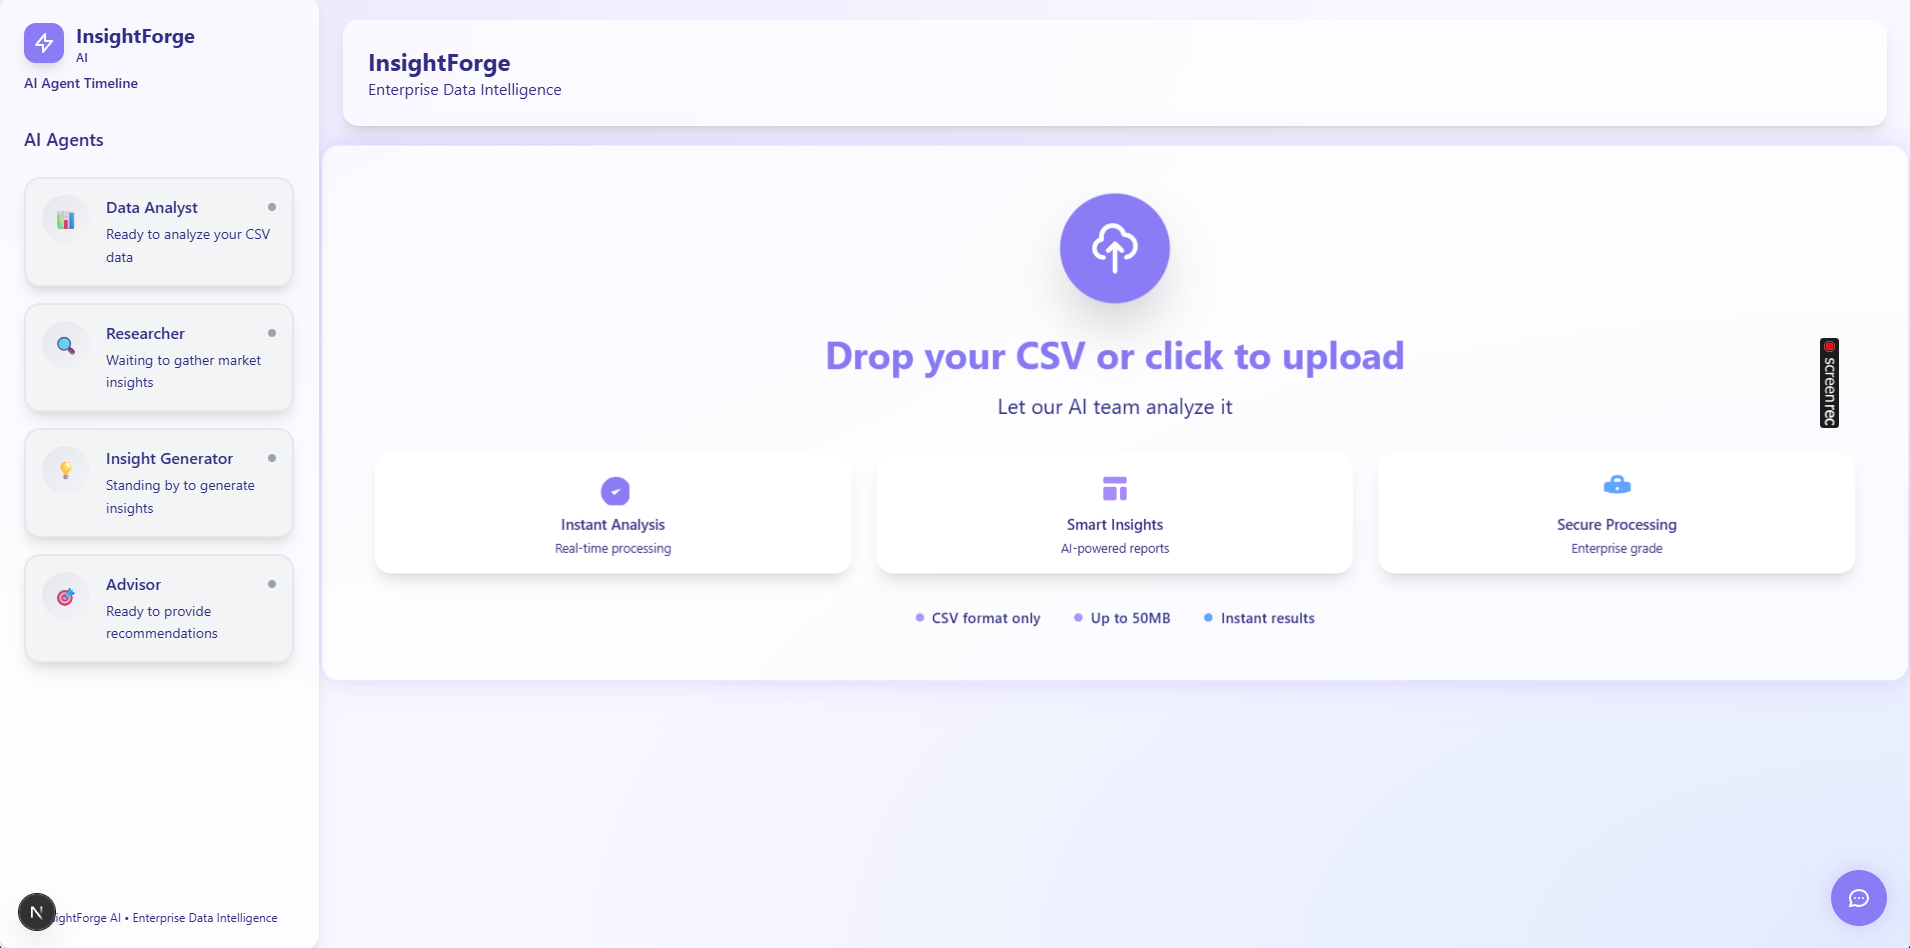 InsightForge
AI
AI Agent Timeline
AI Agents
Data Analyst
Ready to analyze your CSV
data
Researcher
Waiting to gather market
insights
Insight Generator
Standing by to generate
insights
Advisor
Ready to provide
recommendations
N
ightForge AI • Enterprise Data Intelligence
InsightForge
Enterprise Data Intelligence
Drop your CSV or click to upload
Let our AI team analyze it
Instant Analysis
Real-time processing
Smart Insights
AI-powered reports
Secure Processing
Enterprise grade
CSV format only
Up to 50MB
Instant results
screenrec